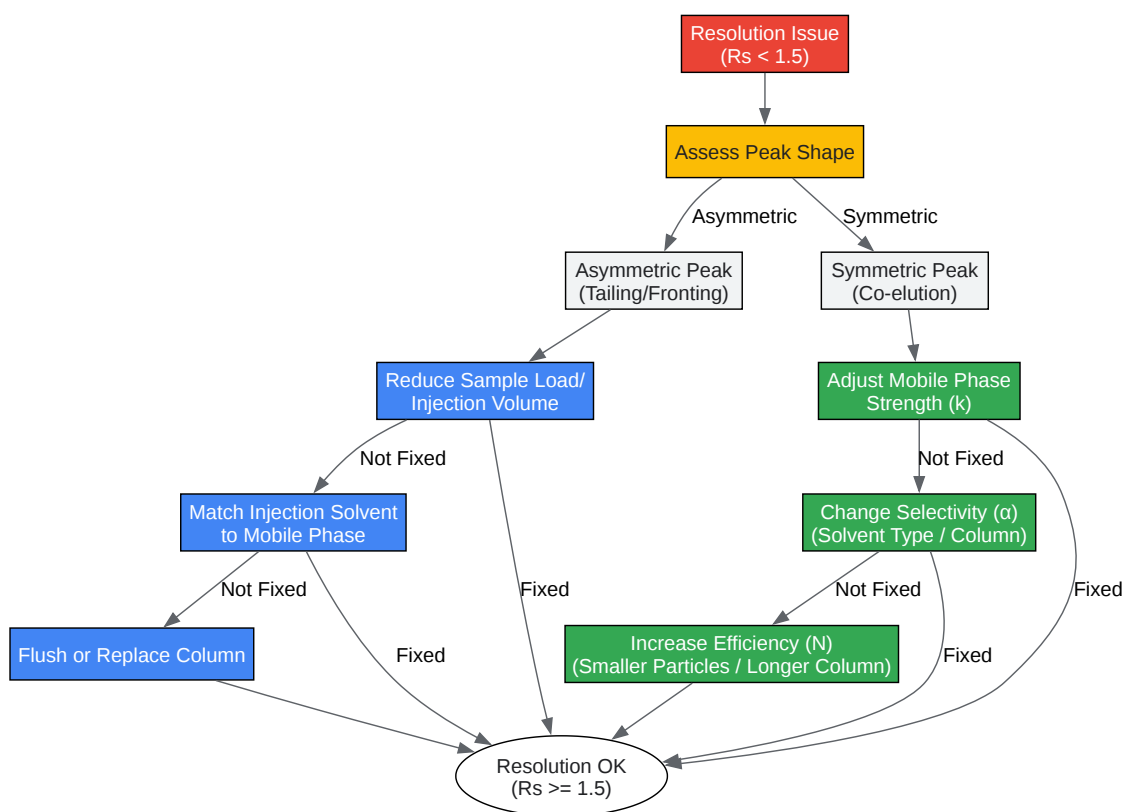 Resolution Issue
(Rs < 1.5)
Assess Peak Shape
Asymmetric
Symmetric
Asymmetric Peak
(Tailing/Fronting)
Symmetric Peak
(Co-elution)
Reduce Sample Load/
Injection Volume
Adjust Mobile Phase
Strength (k)
Not Fixed
Not Fixed
Match Injection Solvent
to Mobile Phase
Change Selectivity (α)
(Solvent Type / Column)
Not Fixed
Fixed
Not Fixed
Fixed
Flush or Replace Column
Fixed
Increase Efficiency (N)
(Smaller Particles / Longer Column)
Fixed
Resolution OK
(Rs >= 1.5)